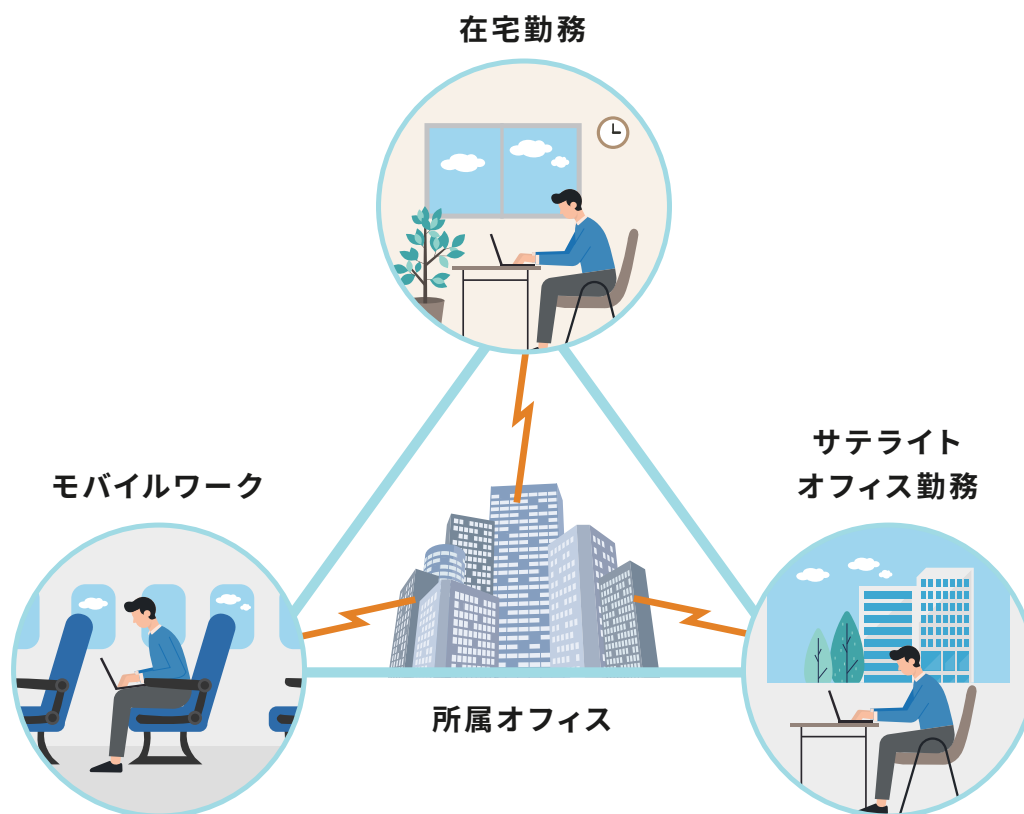 在宅勤務
モバイルワーク
サテライト
オフィス勤務
所属オフィス